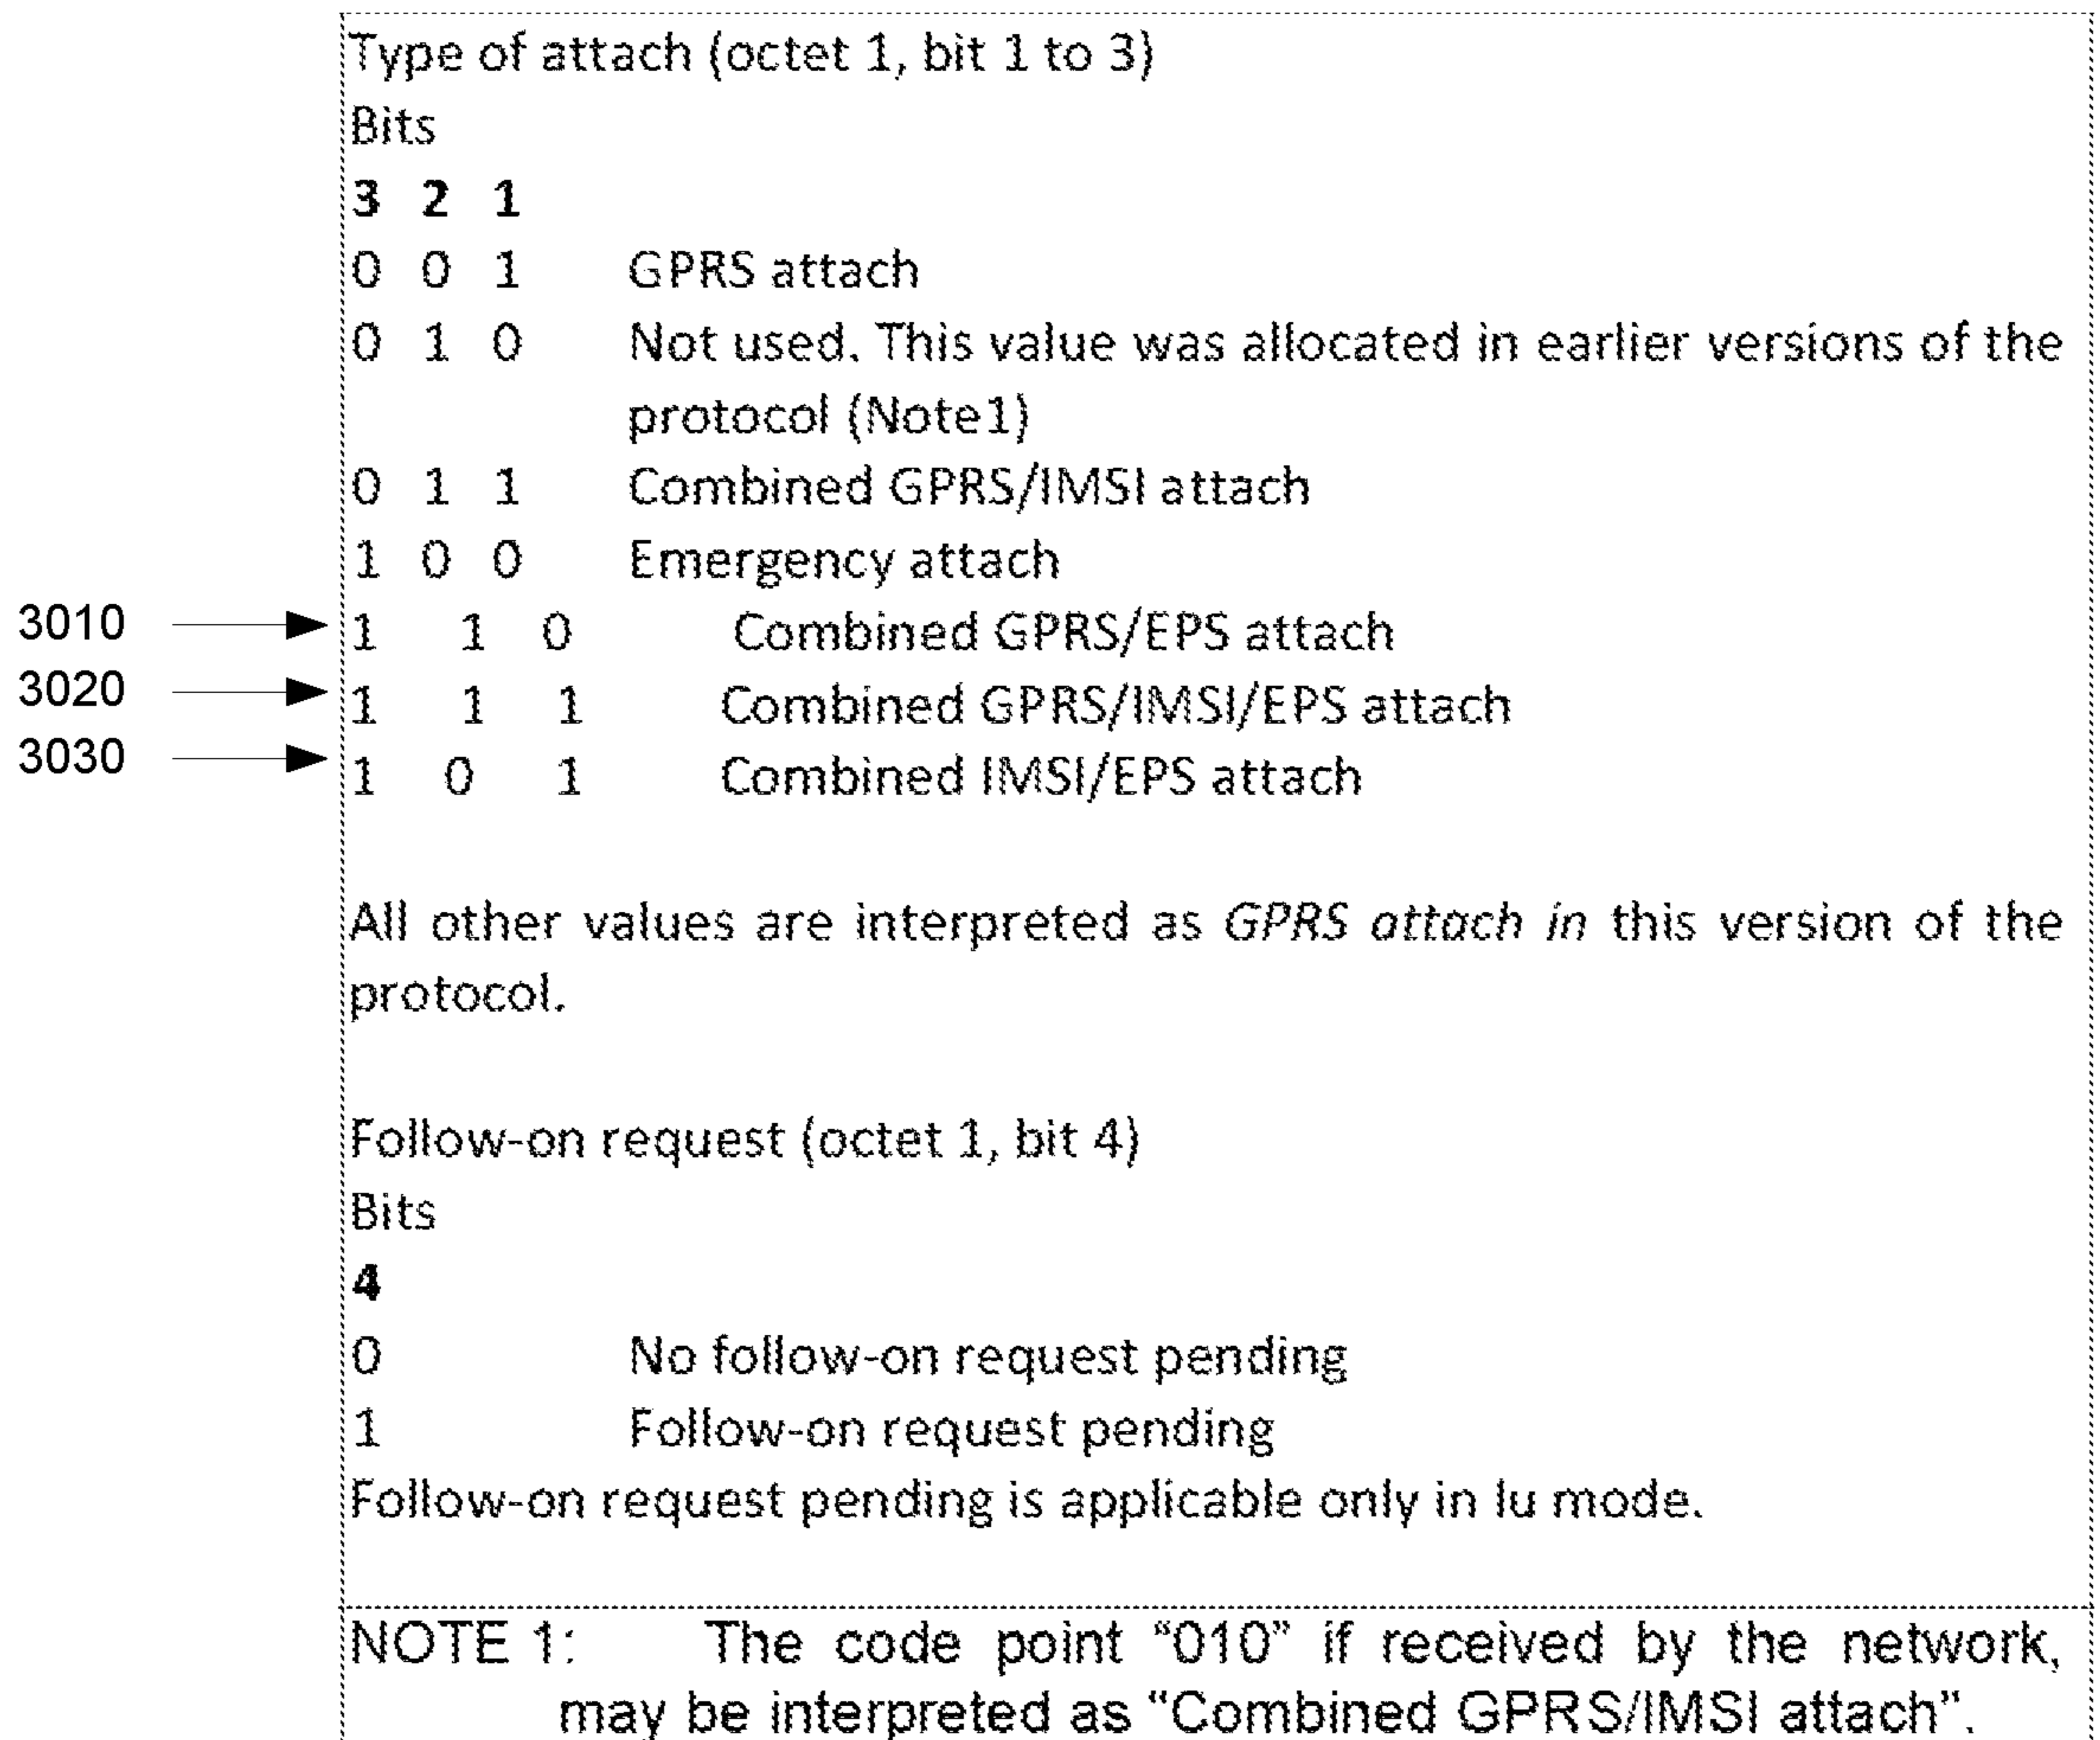 Type of attach (octet 1, bit 1 to 3)
Bits
3 2 1
0 0 1 GPRS attach
0 1 0 Not used. This value was allocated in earlier versions of the
protocol (Note1)
0 1 1 Combined GPRS/IMSI attach
1 0 0 Emergency attach
3010 1 1 0 Combined GPRS/EPS attach
3020 1 1 1 Combined GPRS/IMSI/EPS attach
3030 1 0 1 Combined IMSI/EPS attach
All other values are interpreted as GPRS attach in this version of the
protocol.
Follow-on request (octet 1, bit 4)
Bits
4
0 No follow-on request pending
1 Follow-on request pending
Follow-on request pending is applicable only in Iu mode.
NOTE 1: The code point “010” if received by the network,
may be interpreted as “Combined GPRS/IMSI attach”.